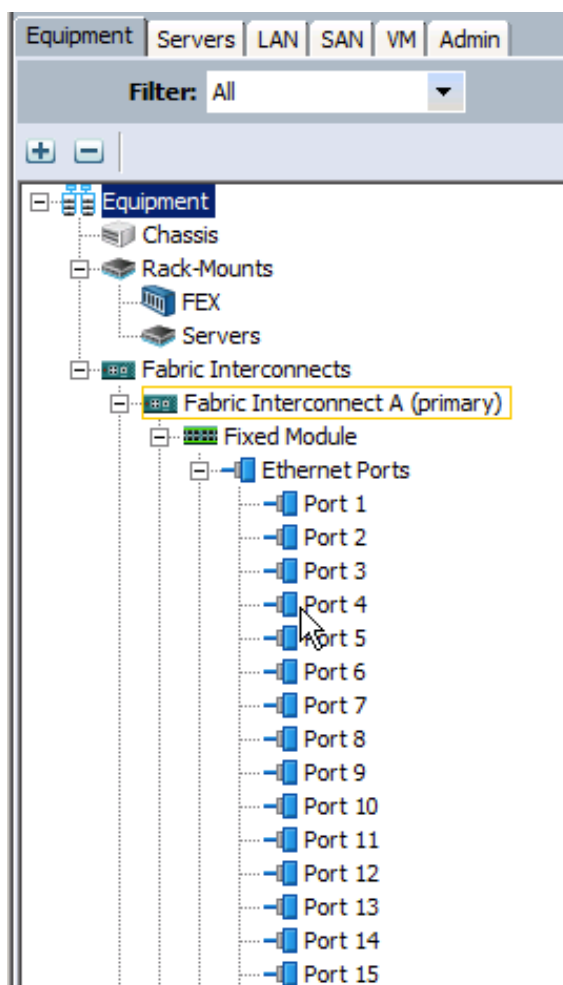 Equipment Servers LAN SAN VM Admin
Filter: All
Equipment
Chassis
Rack-Mounts
FEX
Servers
Fabric Interconnects
Fabric Interconnect A (primary)
Fixed Module
Ethernet Ports
Port 1
Port 2
Port 3
Port 4
Port 5
Port 6
Port 7
Port 8
Port 9
Port 10
Port 11
Port 12
Port 13
Port 14
Port 15